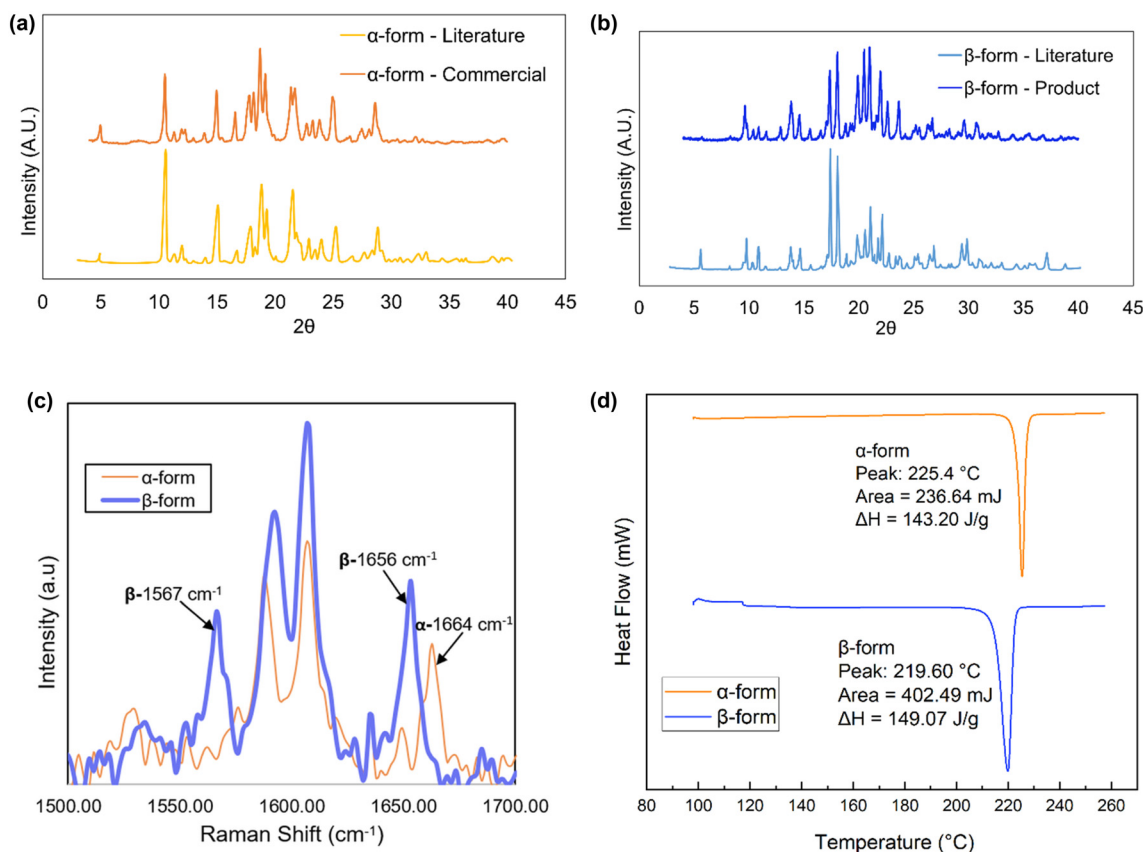 (a)
α-form - Literature
α-form - Commercial
Intensity (A.U.)
0 5 10 15 20 25 30 35 40 45
2θ
(b)
β-form - Literature
β-form - Product
Intensity (A.U.)
0 5 10 15 20 25 30 35 40 45
2θ
(c)
α-form
β-form
β-1567 cm⁻¹
β-1656 cm⁻¹
α-1664 cm⁻¹
Intensity (a.u)
1500.00 1550.00 1600.00 1650.00 1700.00
Raman Shift (cm⁻¹)
(d)
α-form
Peak: 225.4 °C
Area = 236.64 mJ
ΔH = 143.20 J/g
β-form
Peak: 219.60 °C
Area = 402.49 mJ
ΔH = 149.07 J/g
α-form
β-form
Heat Flow (mW)
80 100 120 140 160 180 200 220 240 260
Temperature (°C)